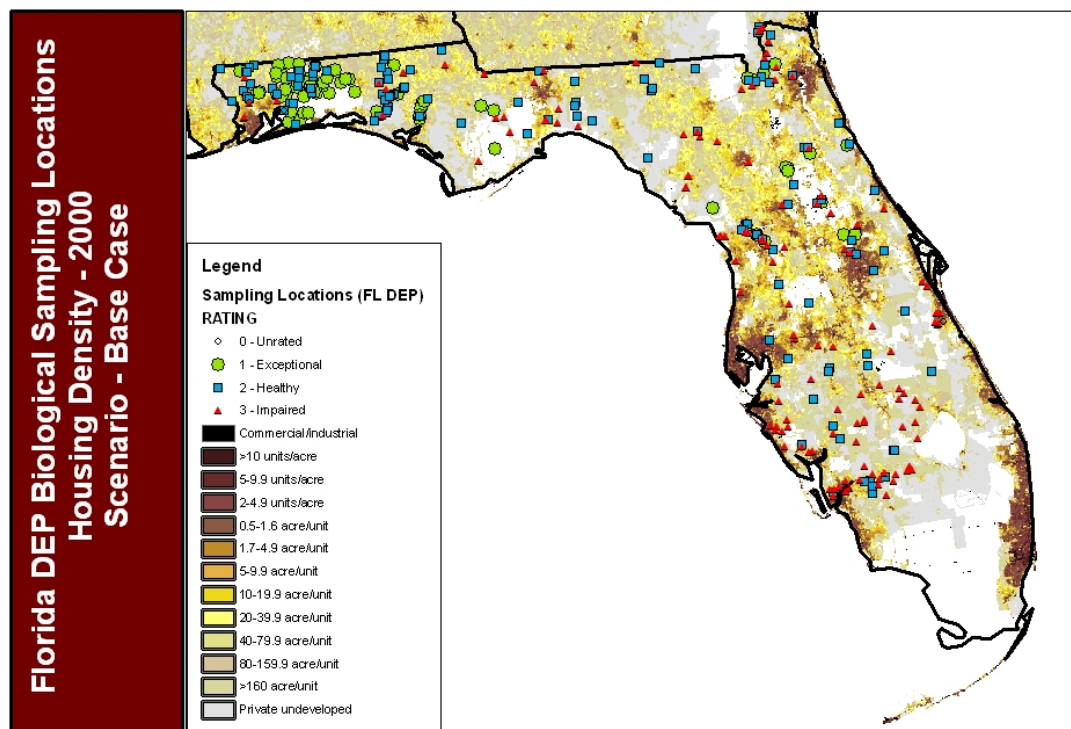 Florida DEP Biological Sampling Locations
Housing Density - 2000
Scenario - Base Case
Legend
Sampling Locations (FL DEP)
RATING
0 - Unrated
1 - Exceptional
2 - Healthy
3 - Impaired
Commercial/industrial
>10 units/acre
5-9.9 units/acre
2-4.9 units/acre
0.5-1.6 acre/unit
1.7-4.9 acre/unit
5-9.9 acre/unit
10-19.9 acre/unit
20-39.9 acre/unit
40-79.9 acre/unit
80-159.9 acre/unit
>160 acre/unit
Private undeveloped